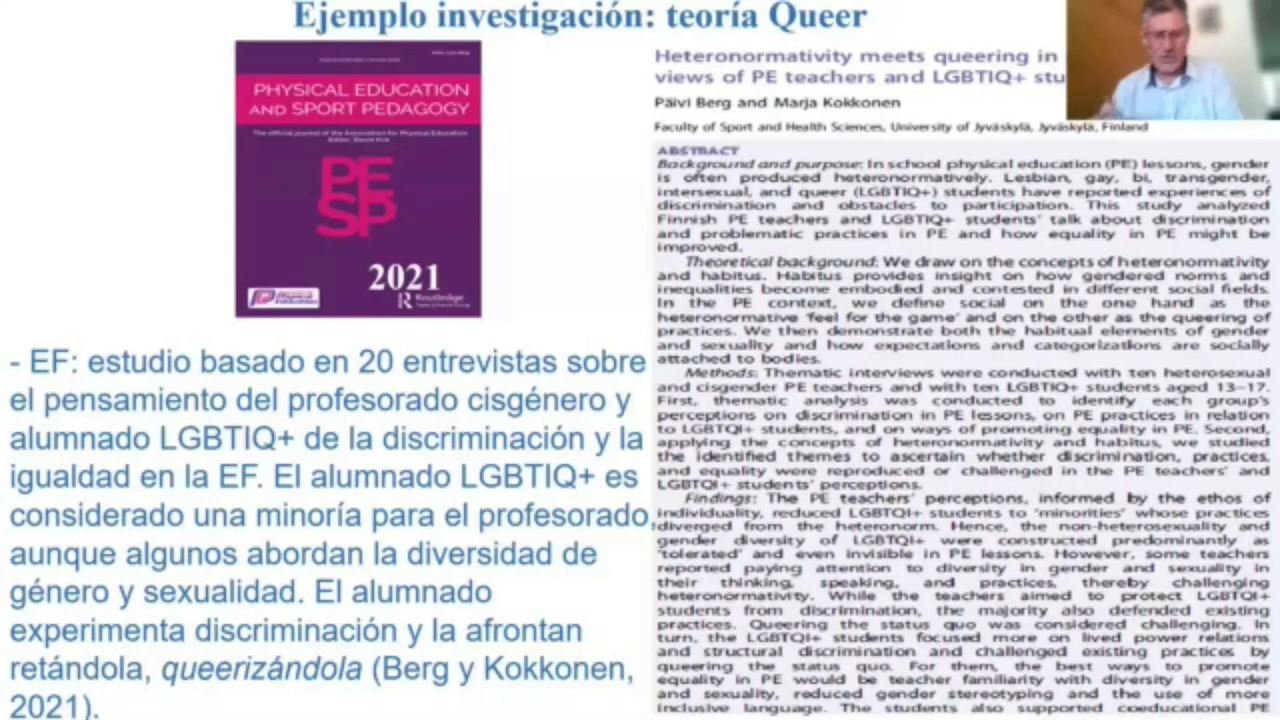 Ejemplo investigación: teoría Queer
PHYSICAL EDUCATION
AND SPORT PEDAGOGY
The official journal of the Association for Physical Education
PE
SP
2021
Routledge
- EF: estudio basado en 20 entrevistas sobre
el pensamiento del profesorado cisgénero y
alumnado LGBTIQ+ de la discriminación y la
igualdad en la EF. El alumnado LGBTIQ+ es
considerado una minoría para el profesorado,
aunque algunos abordan la diversidad de
género y sexualidad. El alumnado
experimenta discriminación y la afrontan
retándola, queerizándola (Berg y Kokkonen,
2021).
Heteronormativity meets queering in
views of PE teachers and LGBTIQ+ stu
Päivi Berg and Marja Kokkonen
Faculty of Sport and Health Sciences, University of Jyväskylä, Jyväskylä, Finland
ABSTRACT
Background and purpose: In school physical education (PE) lessons, gender
is often produced heteronormatively. Lesbian, gay, bi, transgender,
intersexual, and queer (LGBTIQ+) students have reported experiences of
discrimination and obstacles to participation. This study analyzed
Finnish PE teachers and LGBTIQ+ students' talk about discrimination
and problematic practices in PE and how equality in PE might be
improved.
Theoretical background: We draw on the concepts of heteronormativity
and habitus. Habitus provides insight on how gendered norms and
inequalities become embodied and contested in different social fields.
In the PE context, we define social on the one hand as the
heteronormative 'feel for the game' and on the other as the queering of
practices. We then demonstrate both the habitual elements of gender
and sexuality and how expectations and categorizations are socially
attached to bodies.
Methods: Thematic interviews were conducted with ten heterosexual
and cisgender PE teachers and with ten LGBTIQ+ students aged 13–17.
First, thematic analysis was conducted to identify each group's
perceptions on discrimination in PE lessons, on PE practices in relation
to LGBTQI+ students, and on ways of promoting equality in PE. Second,
applying the concepts of heteronormativity and habitus, we studied
the identified themes to ascertain whether discrimination, practices,
and equality were reproduced or challenged in the PE teachers' and
LGBTQI+ students' perceptions.
Findings: The PE teachers' perceptions, informed by the ethos of
individuality, reduced LGBTQI+ students to 'minorities' whose practices
diverged from the heteronorm. Hence, the non-heterosexuality and
gender diversity of LGBTQI+ were constructed predominantly as
'tolerated' and even invisible in PE lessons. However, some teachers
reported paying attention to diversity in gender and sexuality in
their thinking, speaking, and practices, thereby challenging
heteronormativity. While the teachers aimed to protect LGBTQI+
students from discrimination, the majority also defended existing
practices. Queering the status quo was considered challenging. In
turn, the LGBTQI+ students focused more on lived power relations
and structural discrimination and challenged existing practices by
queering the status quo. For them, the best ways to promote
equality in PE would be teacher familiarity with diversity in gender
and sexuality, reduced gender stereotyping and the use of more
inclusive language. The students also supported coeducational PE